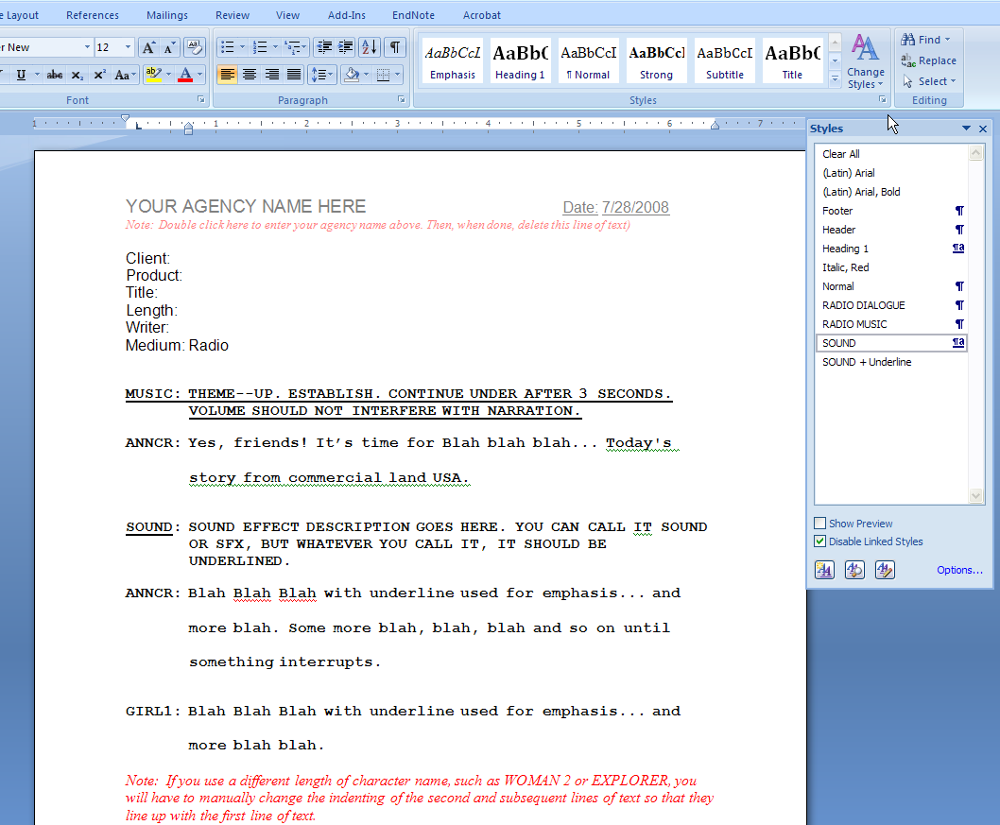 e Layout References Mailings Review View Add-Ins EndNote Acrobat
r New 12
AaBbCcI AaBb( AaBbCcI AaBbCcI AaBbCcI AaBb(
Emphasis Heading 1 ¶ Normal Strong Subtitle Title
Change
Styles
Find
Replace
Select
Font Paragraph Styles Editing
1 1 2 3 4 5 6 7
Styles
Clear All
(Latin) Arial
(Latin) Arial, Bold
Footer ¶
Header ¶
Heading 1 ¶a
Italic, Red
Normal ¶
RADIO DIALOGUE ¶
RADIO MUSIC ¶
SOUND ¶a
SOUND + Underline
Show Preview
Disable Linked Styles
Options...
YOUR AGENCY NAME HERE Date: 7/28/2008
Note: Double click here to enter your agency name above. Then, when done, delete this line of text)
Client:
Product:
Title:
Length:
Writer:
Medium: Radio
MUSIC: THEME--UP. ESTABLISH. CONTINUE UNDER AFTER 3 SECONDS.
VOLUME SHOULD NOT INTERFERE WITH NARRATION.
ANNCR: Yes, friends! It’s time for Blah blah blah... Today's
story from commercial land USA.
SOUND: SOUND EFFECT DESCRIPTION GOES HERE. YOU CAN CALL IT SOUND
OR SFX, BUT WHATEVER YOU CALL IT, IT SHOULD BE
UNDERLINED.
ANNCR: Blah Blah Blah with underline used for emphasis... and
more blah. Some more blah, blah, blah and so on until
something interrupts.
GIRL1: Blah Blah Blah with underline used for emphasis... and
more blah blah.
Note: If you use a different length of character name, such as WOMAN 2 or EXPLORER, you
will have to manually change the indenting of the second and subsequent lines of text so that they
line up with the first line of text.